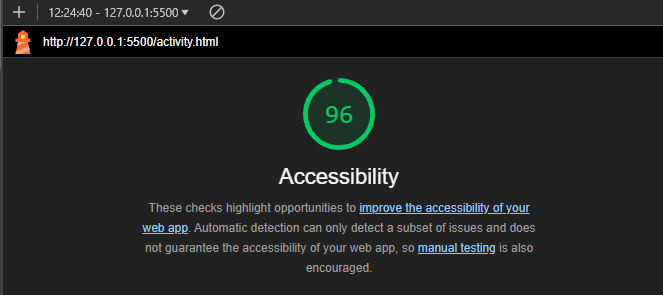 12:24:40 - 127.0.0.1:5500
http://127.0.0.1:5500/activity.html
96
Accessibility
These checks highlight opportunities to improve the accessibility of your
web app. Automatic detection can only detect a subset of issues and does
not guarantee the accessibility of your web app, so manual testing is also
encouraged.